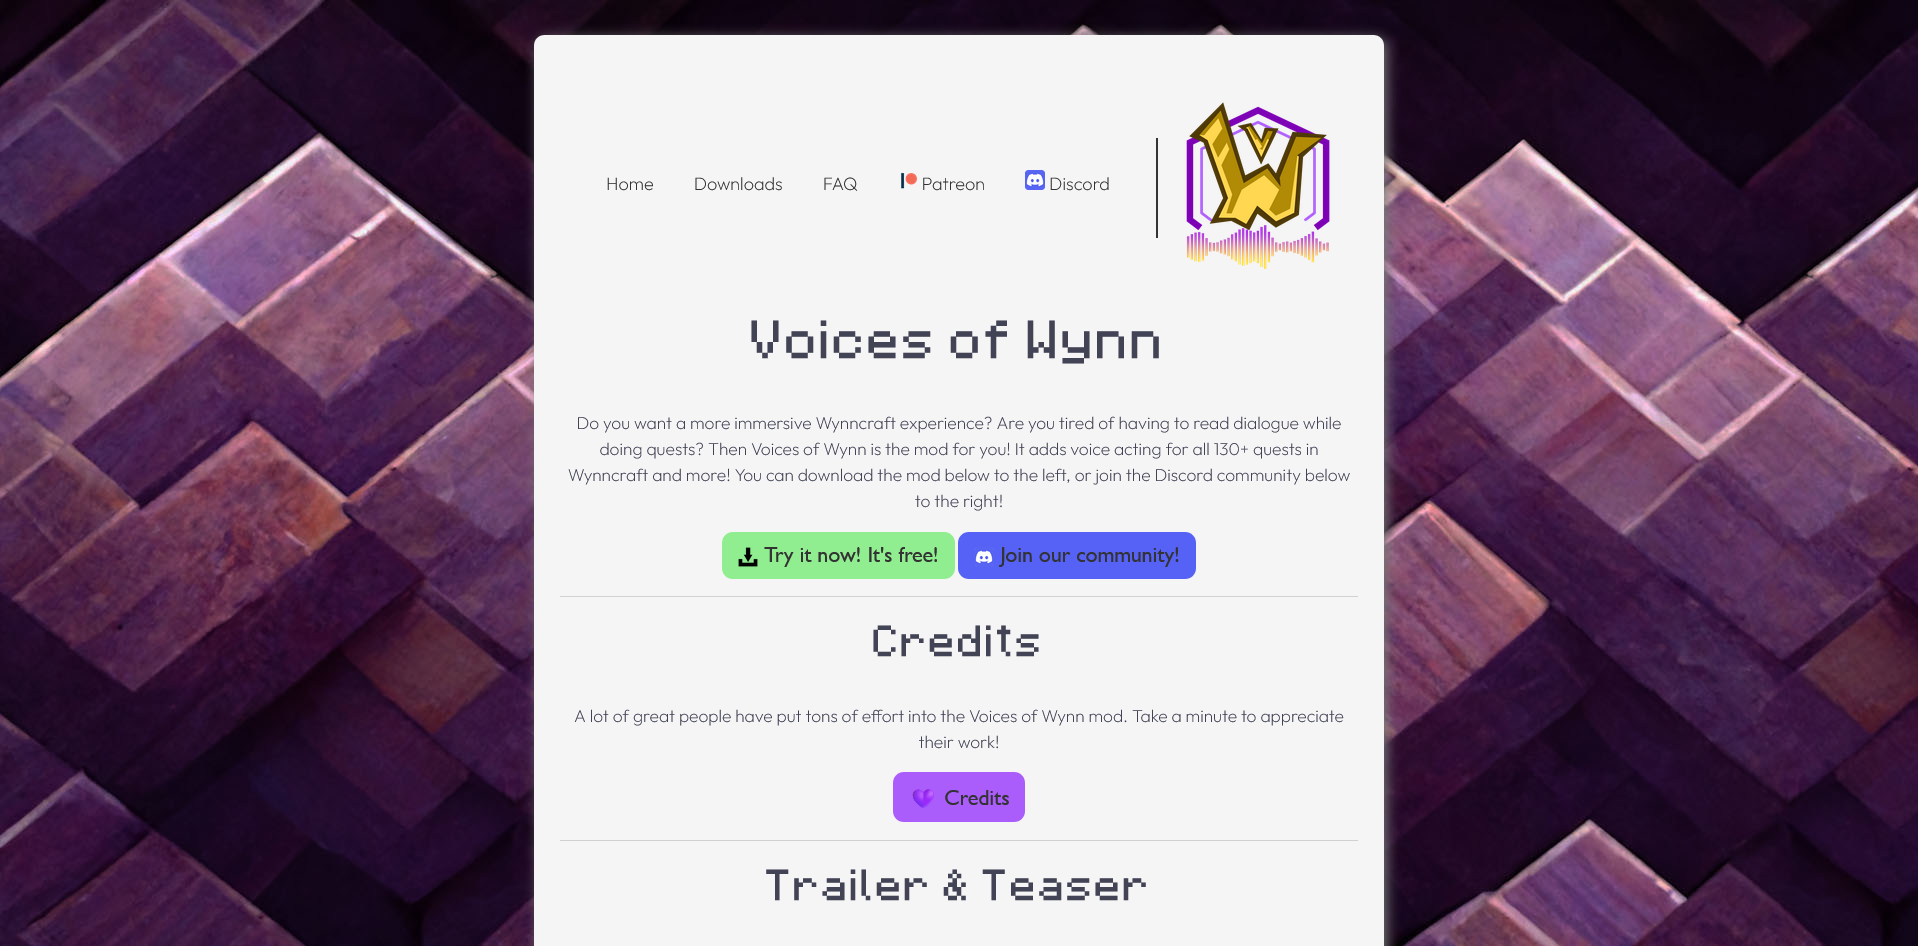 Home Downloads FAQ Patreon Discord
Voices of Wynn
Do you want a more immersive Wynncraft experience? Are you tired of having to read dialogue while
doing quests? Then Voices of Wynn is the mod for you! It adds voice acting for all 130+ quests in
Wynncraft and more! You can download the mod below to the left, or join the Discord community below
to the right!
Try it now! It's free! Join our community!
Credits
A lot of great people have put tons of effort into the Voices of Wynn mod. Take a minute to appreciate
their work!
Credits
Trailer & Teaser